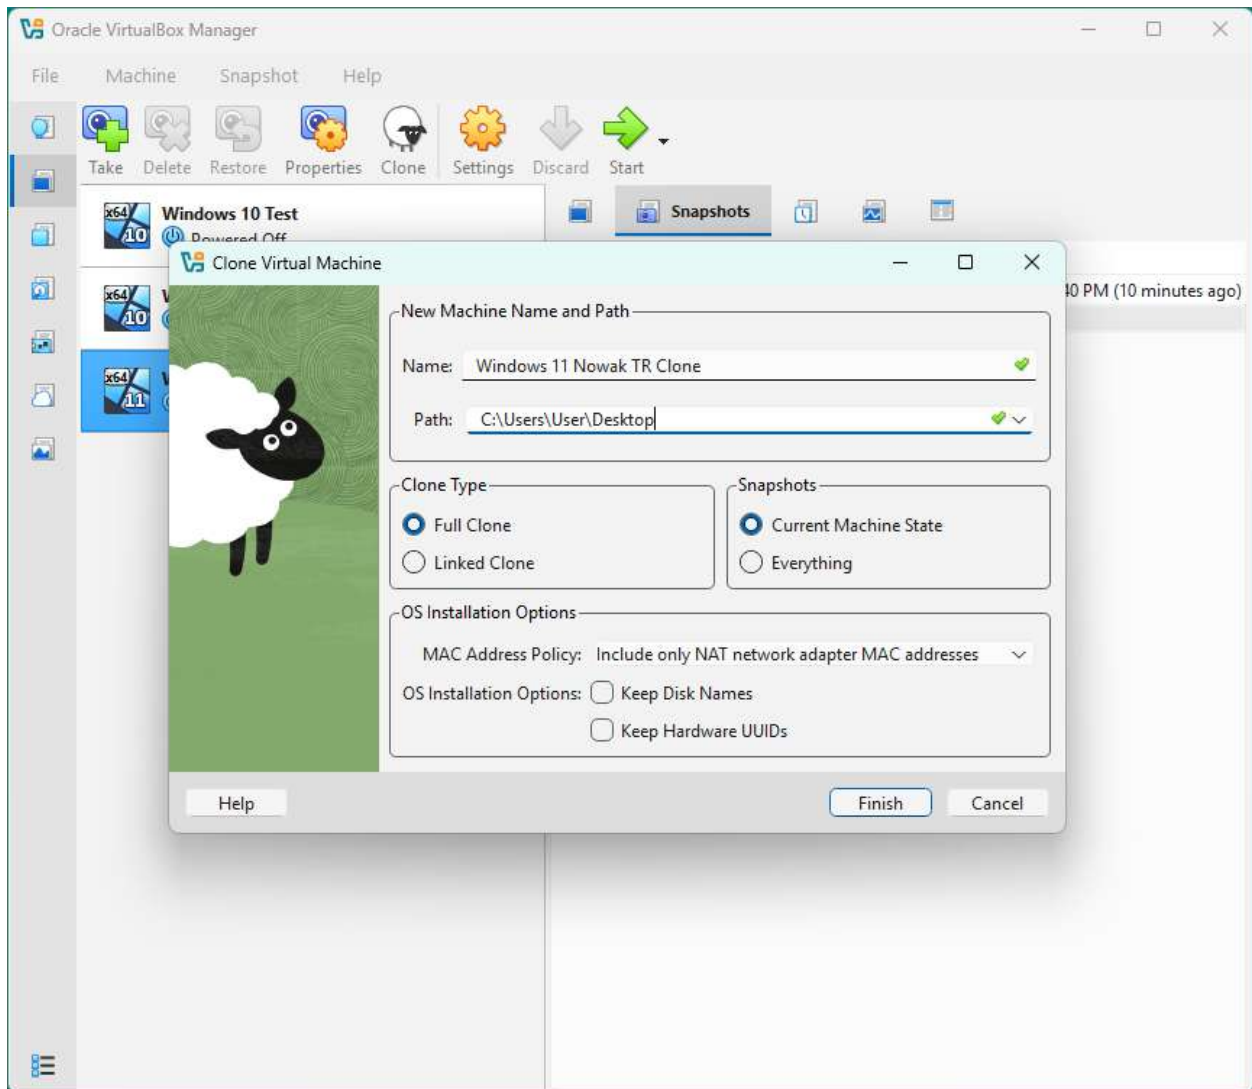 Oracle VirtualBox Manager
File Machine Snapshot Help
Take Delete Restore Properties Clone Settings Discard Start
x64 10 Windows 10 Test
Powered Off
Snapshots
x64 10
40 PM (10 minutes ago)
x64 11
Clone Virtual Machine
New Machine Name and Path
Name: Windows 11 Nowak TR Clone
Path: C:\Users\User\Desktop
Clone Type
Full Clone
Linked Clone
Snapshots
Current Machine State
Everything
OS Installation Options
MAC Address Policy: Include only NAT network adapter MAC addresses
OS Installation Options: Keep Disk Names
Keep Hardware UUIDs
Help Finish Cancel